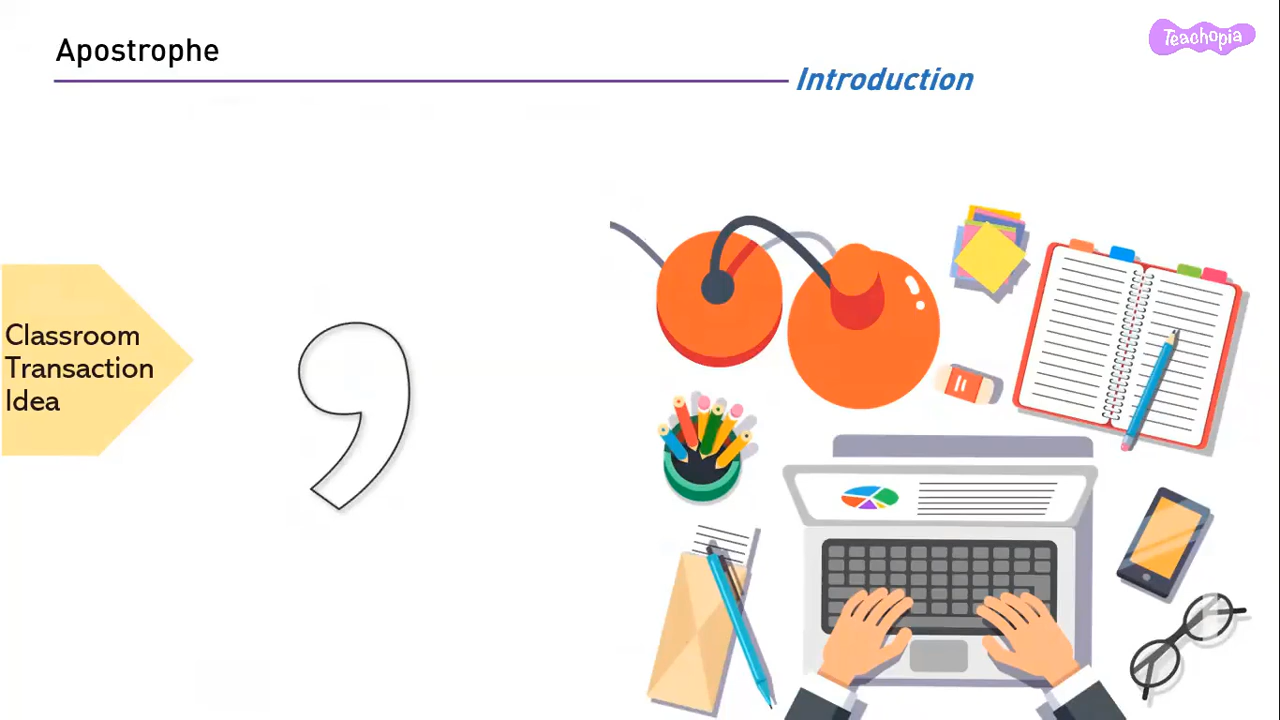 Apostrophe
Teachopia
Introduction
Classroom
Transaction
Idea